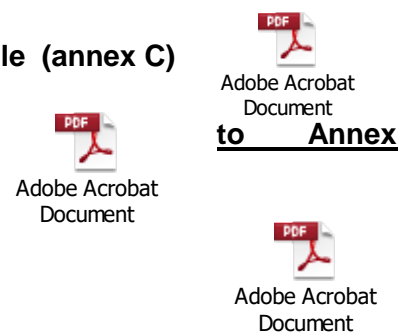 PDF
le (annex C)
Adobe Acrobat
Document
PDF
to Annex
Adobe Acrobat
Document
PDF
Adobe Acrobat
Document